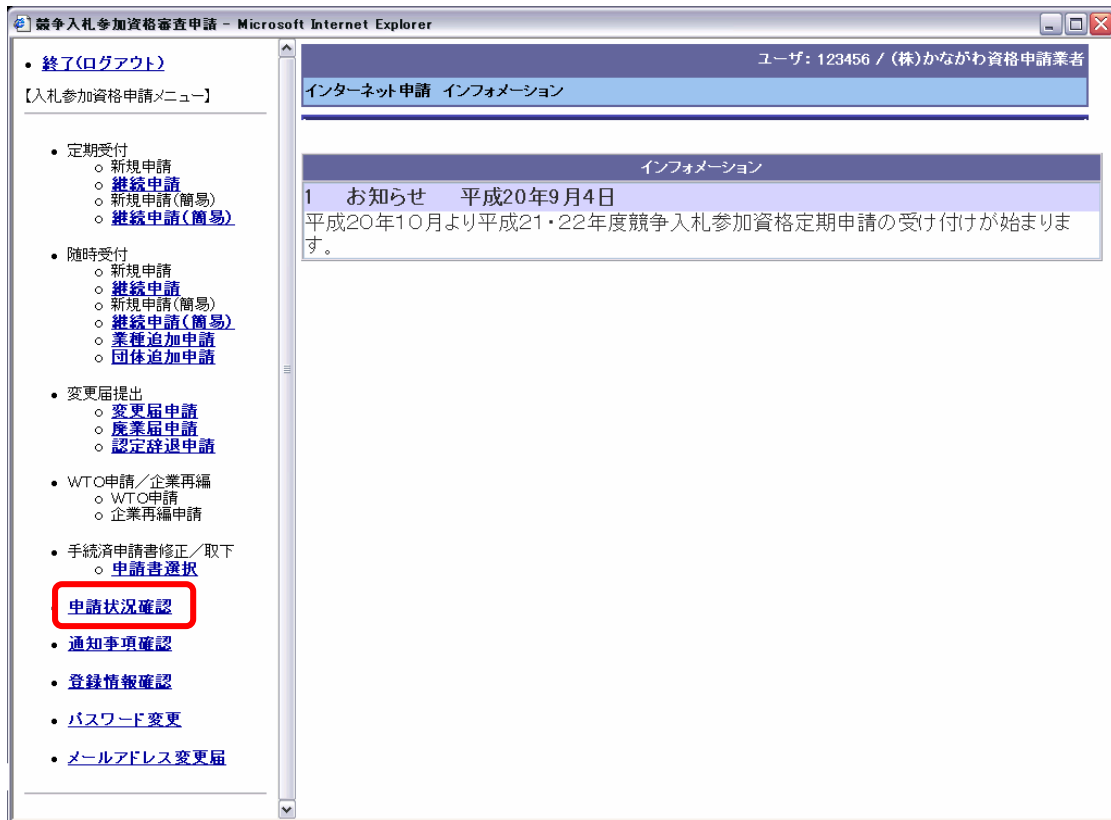 競争入札参加資格審査申請 - Microsoft Internet Explorer
終了(ログアウト)
【入札参加資格申請メニュー】
定期受付
新規申請
継続申請
新規申請(簡易)
継続申請(簡易)
随時受付
新規申請
継続申請
新規申請(簡易)
継続申請(簡易)
業種追加申請
団体追加申請
変更届提出
変更届申請
廃業届申請
認定辞退申請
WTO申請／企業再編
WTO申請
企業再編申請
手続済申請書修正／取下
申請書選択
申請状況確認
通知事項確認
登録情報確認
パスワード変更
メールアドレス変更届
ユーザ: 123456 / (株)かながわ資格申請業者
インターネット申請 インフォメーション
インフォメーション
1 お知らせ 平成20年9月4日
平成20年10月より平成21・22年度競争入札参加資格定期申請の受け付けが始まりま
す。